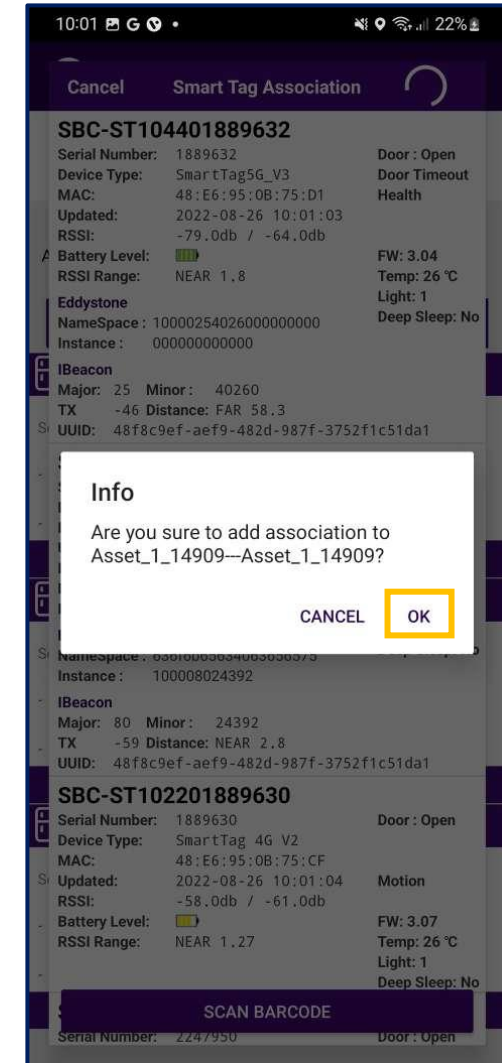 10:01 G 22%
Cancel Smart Tag Association
SBC-ST104401889632
Serial Number: 1889632 Door : Open
Device Type: SmartTag5G_V3 Door Timeout
MAC: 48:E6:95:0B:75:D1 Health
Updated: 2022-08-26 10:01:03
RSSI: -79.0db / -64.0db
Battery Level: FW: 3.04
RSSI Range: NEAR 1.8 Temp: 26 ℃
Light: 1
Eddystone
Deep Sleep: No
NameSpace : 10000254026000000000
Instance : 000000000000
IBeacon
Major: 25 Minor : 40260
TX -46 Distance: FAR 58.3
UUID: 48f8c9ef-aef9-482d-987f-3752f1c51da1
Info
Are you sure to add association to
Asset_1_14909---Asset_1_14909?
CANCEL OK
Instance : 100008024392
IBeacon
Major: 80 Minor : 24392
TX -59 Distance: NEAR 2.8
UUID: 48f8c9ef-aef9-482d-987f-3752f1c51da1
SBC-ST102201889630
Serial Number: 1889630 Door : Open
Device Type: SmartTag 4G V2
MAC: 48:E6:95:0B:75:CF
Updated: 2022-08-26 10:01:04 Motion
RSSI: -58.0db / -61.0db
Battery Level: FW: 3.07
RSSI Range: NEAR 1.27 Temp: 26 ℃
Light: 1
Deep Sleep: No
SCAN BARCODE
Serial Number: 2247950 Door : Open